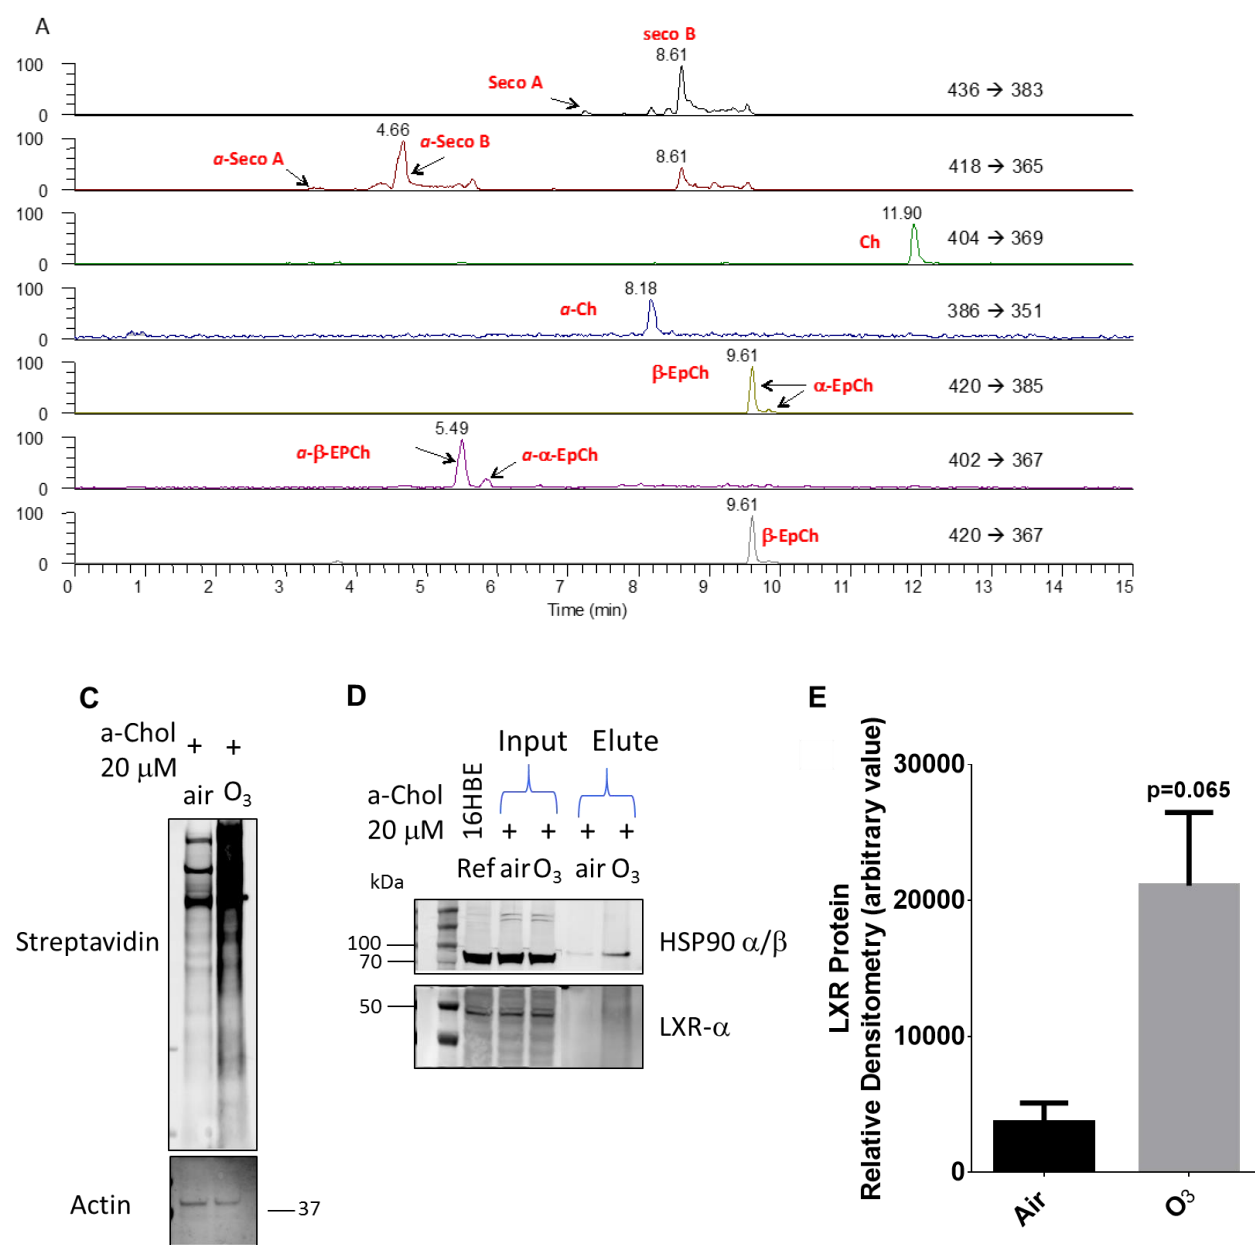 A
seco B
8.61
Seco A
100
0
436 → 383
4.66
a-Seco B
a-Seco A
8.61
100
0
418 → 365
11.90
Ch
100
0
404 → 369
8.18
a-Ch
100
0
386 → 351
9.61
β-EpCh
α-EpCh
100
0
420 → 385
5.49
a-β-EPCh
a-α-EpCh
100
0
402 → 367
9.61
β-EpCh
100
0
420 → 367
0 1 2 3 4 5 6 7 8 9 10 11 12 13 14 15
Time (min)
C
a-Chol + +
20 µM
air O3
Streptavidin
Actin
37
D
Input Elute
a-Chol
20 µM
16HBE
+ + + +
Ref air O3 air O3
kDa
100
70
HSP90 α/β
50
LXR-α
E
LXR Protein
Relative Densitometry (arbitrary value)
30000
20000
10000
0
p=0.065
Air
O3